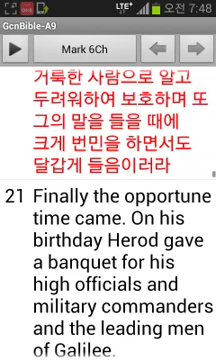 LTE 오전 7:48
GcnBible-A9
Mark 6Ch
거룩한 사람으로 알고
두려워하여 보호하며 또
그의 말을 들을 때에
크게 번민을 하면서도
달갑게 들음이러라
21 Finally the opportune
time came. On his
birthday Herod gave
a banquet for his
high officials and
military commanders
and the leading men
of Galilee.